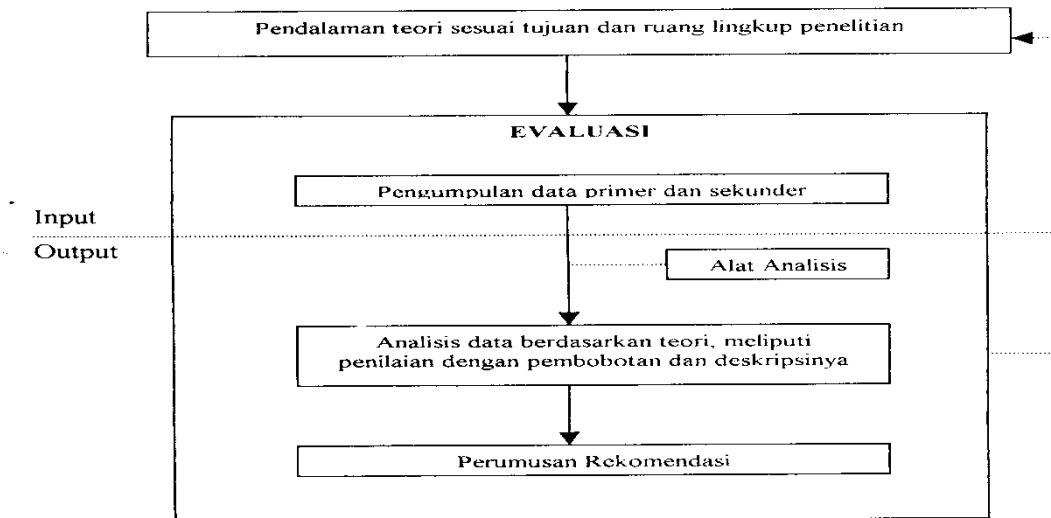 Pendalaman teori sesuai tujuan dan ruang lingkup penelitian
EVALUASI
Pengumpulan data primer dan sekunder
Input
Output
Alat Analisis
Analisis data berdasarkan teori, meliputi
penilaian dengan pembobotan dan deskripsinya
Perumusan Rekomendasi